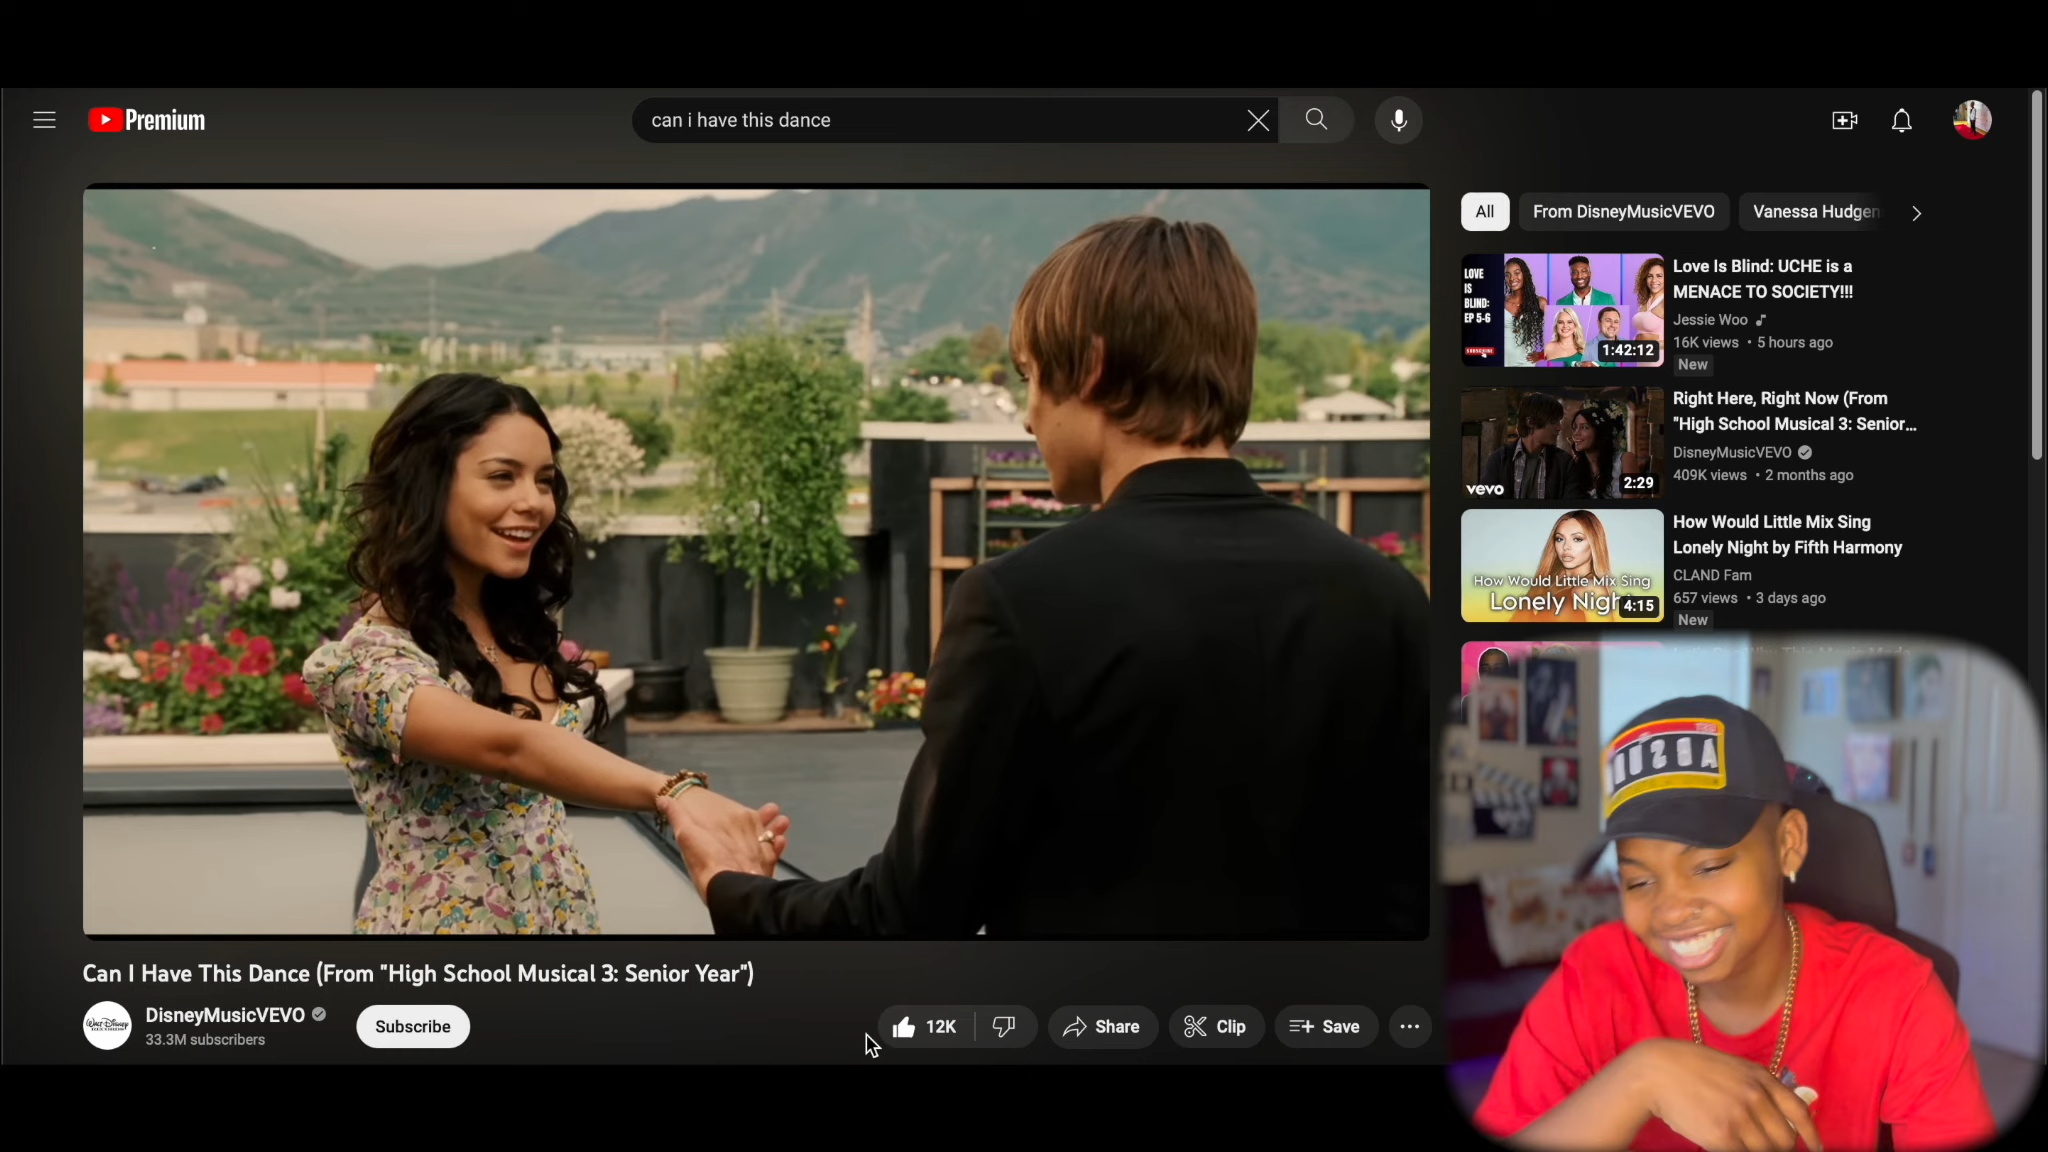 Premium
can i have this dance
All
From DisneyMusicVEVO
Vanessa Hudgen
LOVE
IS
BLIND:
EP 5-6
SUBSCRIBE
1:42:12
Love Is Blind: UCHE is a
MENACE TO SOCIETY!!!
Jessie Woo
16K views • 5 hours ago
New
vevo
2:29
Right Here, Right Now (From
"High School Musical 3: Senior...
DisneyMusicVEVO
409K views • 2 months ago
How Would Little Mix Sing
Lonely Nigh
4:15
How Would Little Mix Sing
Lonely Night by Fifth Harmony
CLAND Fam
657 views • 3 days ago
New
Can I Have This Dance (From "High School Musical 3: Senior Year")
Walt Disney
RECORDS
DisneyMusicVEVO
33.3M subscribers
Subscribe
12K
Share
Clip
Save